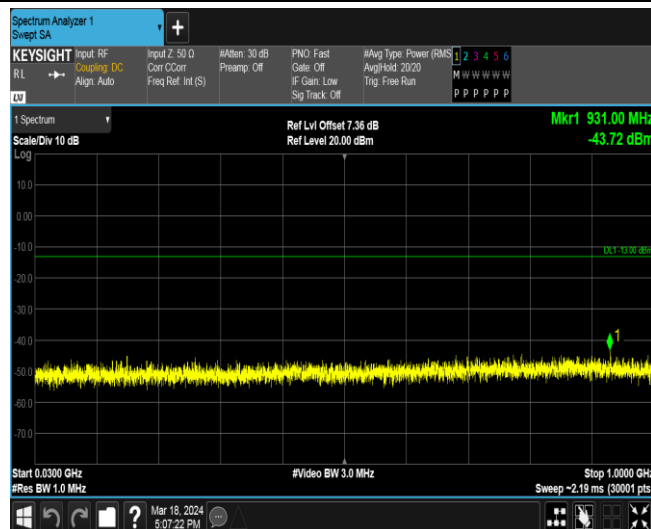 Spectrum Analyzer 1
Swept SA
+
KEYSIGHT
RL
LXI
Input: RF
Coupling: DC
Align: Auto
Input Z: 50 Ω
Corr CCorr
Freq Ref: Int (S)
#Atten: 30 dB
Preamp: Off
PNO: Fast
Gate: Off
IF Gain: Low
Sig Track: Off
#Avg Type: Power (RMS
Avg|Hold: 20/20
Trig: Free Run
1 2 3 4 5 6
M W W W W W
P P P P P P
1 Spectrum
Scale/Div 10 dB
Log
Ref Lvl Offset 7.36 dB
Ref Level 20.00 dBm
Mkr1 931.00 MHz
-43.72 dBm
10.0
0.00
-10.0
DL1 -13.00 dBm
-20.0
-30.0
-40.0
1
-50.0
-60.0
-70.0
Start 0.0300 GHz
#Res BW 1.0 MHz
#Video BW 3.0 MHz
Stop 1.0000 GHz
Sweep ~2.19 ms (30001 pts)
?
Mar 18, 2024
5:07:22 PM